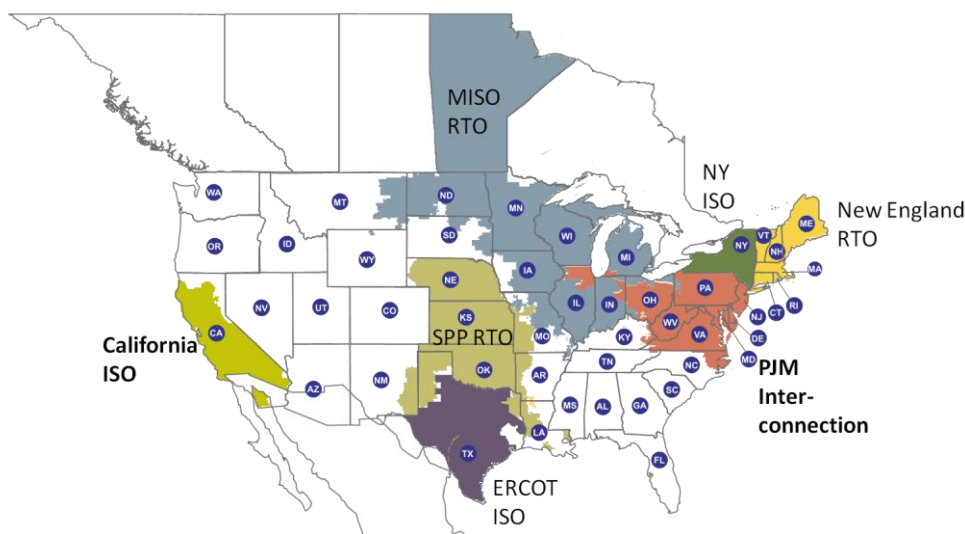 MISO
RTO
NY
ISO
WA
MT
ND
MN
VT
ME
New England
RTO
OR
ID
SD
WI
NY
NH
WY
MI
MA
NE
IA
PA
RI
NV
UT
CO
KS
IL
IN
OH
NJ
CT
California
ISO
CA
SPP RTO
MO
KY
WV
VA
DE
MD
AZ
NM
OK
AR
TN
NC
PJM
Inter-
connection
SC
MS
AL
GA
TX
LA
FL
ERCOT
ISO